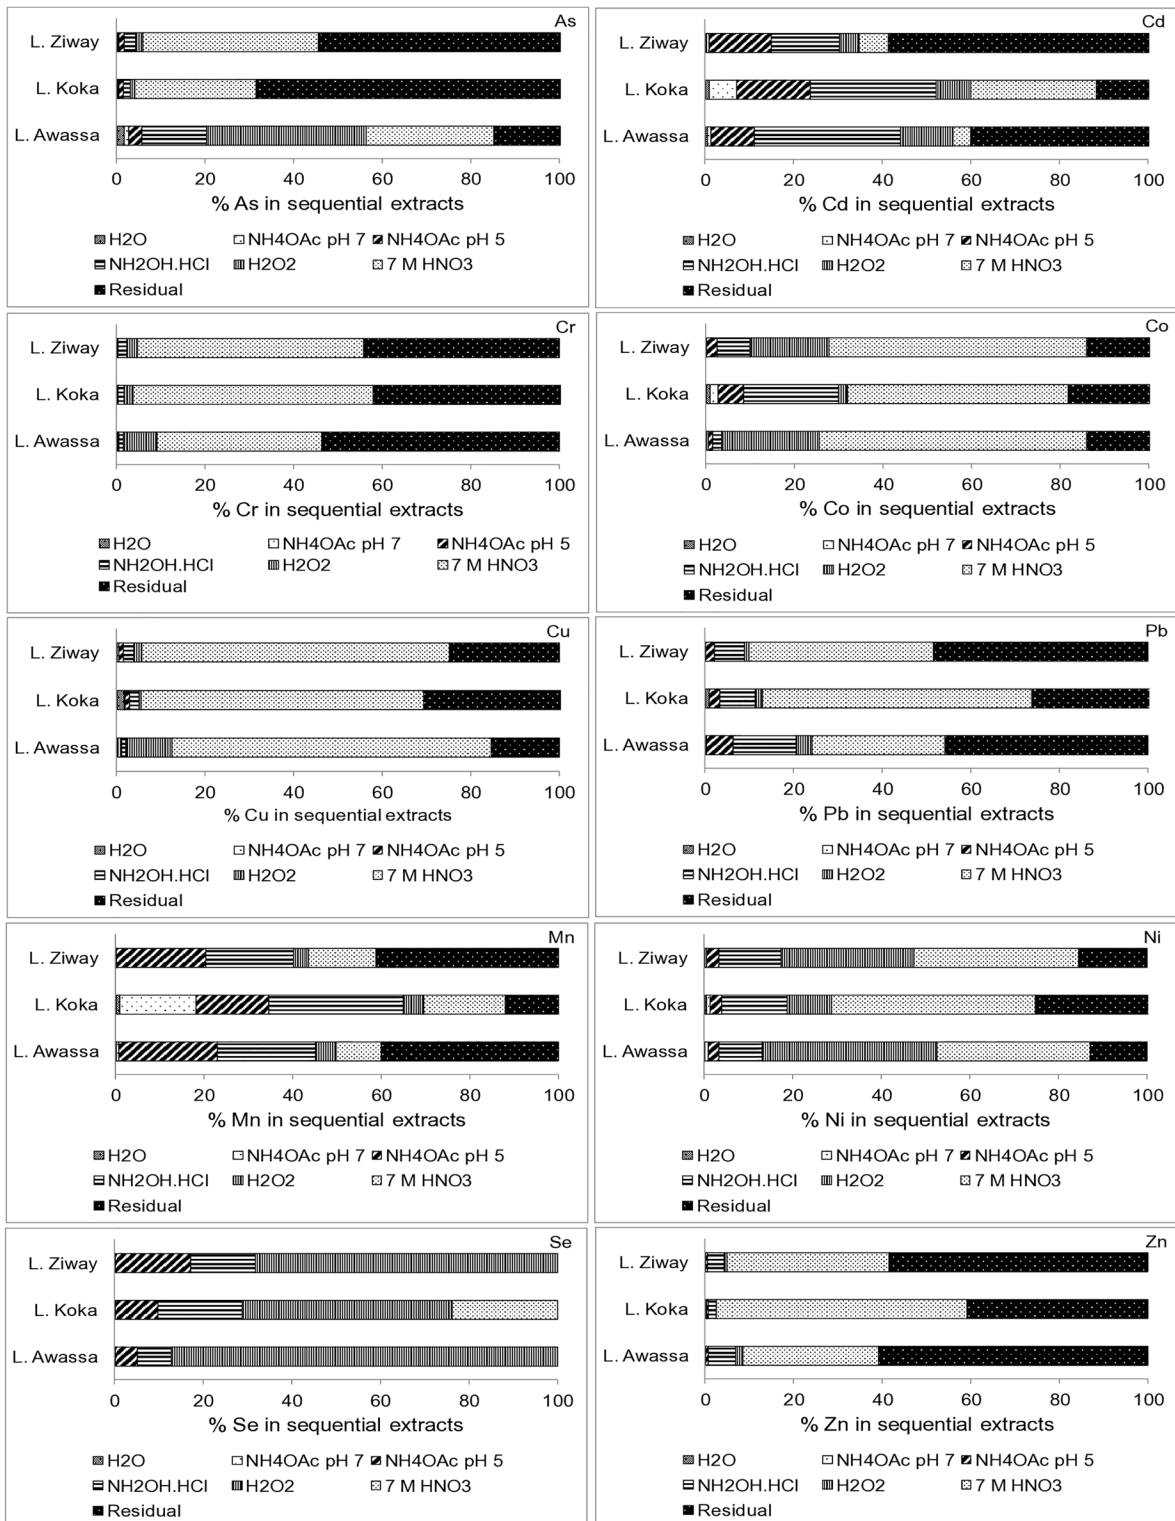 As
L. Ziway
L. Koka
L. Awassa
0 20 40 60 80 100
% As in sequential extracts
H2O NH4OAc pH 7 NH4OAc pH 5
NH2OH.HCl H2O2 7 M HNO3
Residual
Cd
L. Ziway
L. Koka
L. Awassa
0 20 40 60 80 100
% Cd in sequential extracts
H2O NH4OAc pH 7 NH4OAc pH 5
NH2OH.HCl H2O2 7 M HNO3
Residual
Cr
L. Ziway
L. Koka
L. Awassa
0 20 40 60 80 100
% Cr in sequential extracts
H2O NH4OAc pH 7 NH4OAc pH 5
NH2OH.HCl H2O2 7 M HNO3
Residual
Co
L. Ziway
L. Koka
L. Awassa
0 20 40 60 80 100
% Co in sequential extracts
H2O NH4OAc pH 7 NH4OAc pH 5
NH2OH.HCl H2O2 7 M HNO3
Residual
Cu
L. Ziway
L. Koka
L. Awassa
0 20 40 60 80 100
% Cu in sequential extracts
H2O NH4OAc pH 7 NH4OAc pH 5
NH2OH.HCl H2O2 7 M HNO3
Residual
Pb
L. Ziway
L. Koka
L. Awassa
0 20 40 60 80 100
% Pb in sequential extracts
H2O NH4OAc pH 7 NH4OAc pH 5
NH2OH.HCl H2O2 7 M HNO3
Residual
Mn
L. Ziway
L. Koka
L. Awassa
0 20 40 60 80 100
% Mn in sequential extracts
H2O NH4OAc pH 7 NH4OAc pH 5
NH2OH.HCl H2O2 7 M HNO3
Residual
Ni
L. Ziway
L. Koka
L. Awassa
0 20 40 60 80 100
% Ni in sequential extracts
H2O NH4OAc pH 7 NH4OAc pH 5
NH2OH.HCl H2O2 7 M HNO3
Residual
Se
L. Ziway
L. Koka
L. Awassa
0 20 40 60 80 100
% Se in sequential extracts
H2O NH4OAc pH 7 NH4OAc pH 5
NH2OH.HCl H2O2 7 M HNO3
Residual
Zn
L. Ziway
L. Koka
L. Awassa
0 20 40 60 80 100
% Zn in sequential extracts
H2O NH4OAc pH 7 NH4OAc pH 5
NH2OH.HCl H2O2 7 M HNO3
Residual